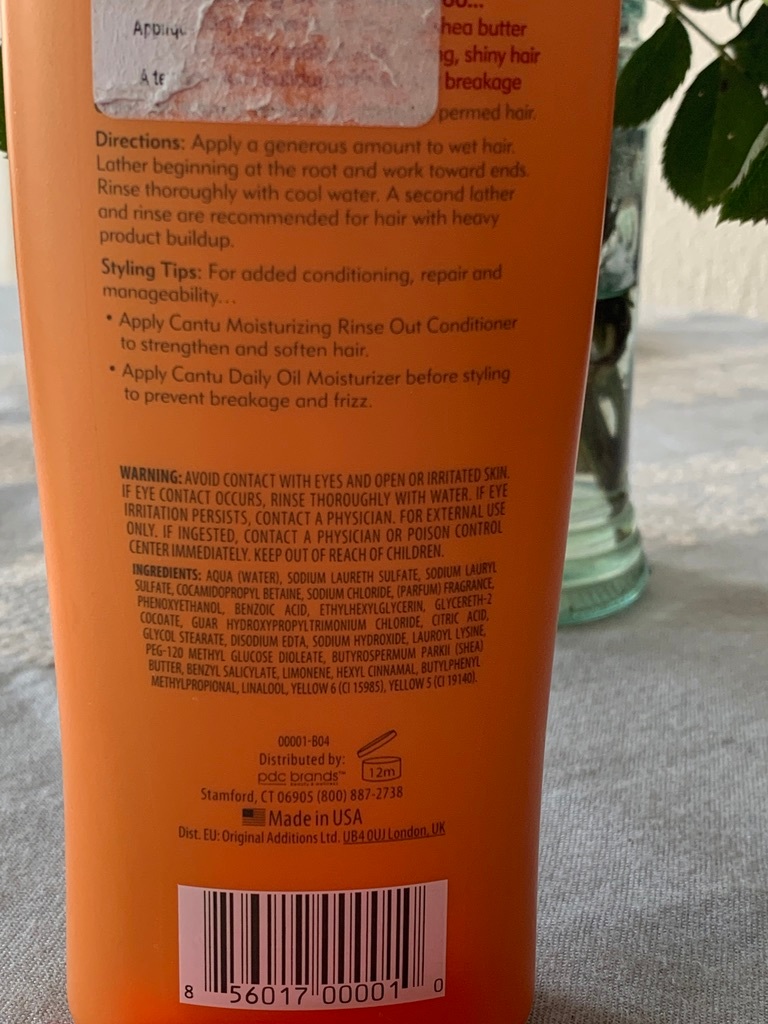 Appliqu
hea butter
g, shiny hair
A te
breakage
permed hair.
Directions: Apply a generous amount to wet hair.
Lather beginning at the root and work toward ends.
Rinse thoroughly with cool water. A second lather
and rinse are recommended for hair with heavy
product buildup.
Styling Tips: For added conditioning, repair and
manageability...
• Apply Cantu Moisturizing Rinse Out Conditioner
to strengthen and soften hair.
• Apply Cantu Daily Oil Moisturizer before styling
to prevent breakage and frizz.
WARNING: AVOID CONTACT WITH EYES AND OPEN OR IRRITATED SKIN.
IF EYE CONTACT OCCURS, RINSE THOROUGHLY WITH WATER. IF EYE
IRRITATION PERSISTS, CONTACT A PHYSICIAN. FOR EXTERNAL USE
ONLY. IF INGESTED, CONTACT A PHYSICIAN OR POISON CONTROL
CENTER IMMEDIATELY. KEEP OUT OF REACH OF CHILDREN.
INGREDIENTS: AQUA (WATER), SODIUM LAURETH SULFATE, SODIUM LAURYL
SULFATE, COCAMIDOPROPYL BETAINE, SODIUM CHLORIDE, (PARFUM) FRAGRANCE,
PHENOXYETHANOL, BENZOIC ACID, ETHYLHEXYLGLYCERIN, GLYCERETH-2
COCOATE, GUAR HYDROXYPROPYLTRIMONIUM CHLORIDE, CITRIC ACID,
GLYCOL STEARATE, DISODIUM EDTA, SODIUM HYDROXIDE, LAUROYL LYSINE,
PEG-120 METHYL GLUCOSE DIOLEATE, BUTYROSPERMUM PARKII (SHEA)
BUTTER, BENZYL SALICYLATE, LIMONENE, HEXYL CINNAMAL, BUTYLPHENYL
METHYLPROPIONAL, LINALOOL, YELLOW 6 (CI 15985), YELLOW 5 (CI 19140).
00001-B04
Distributed by:
pdc brands™
12m
Stamford, CT 06905 (800) 887-2738
Made in USA
Dist. EU: Original Additions Ltd. UB4 0UJ London, UK
8 56017 00001 0